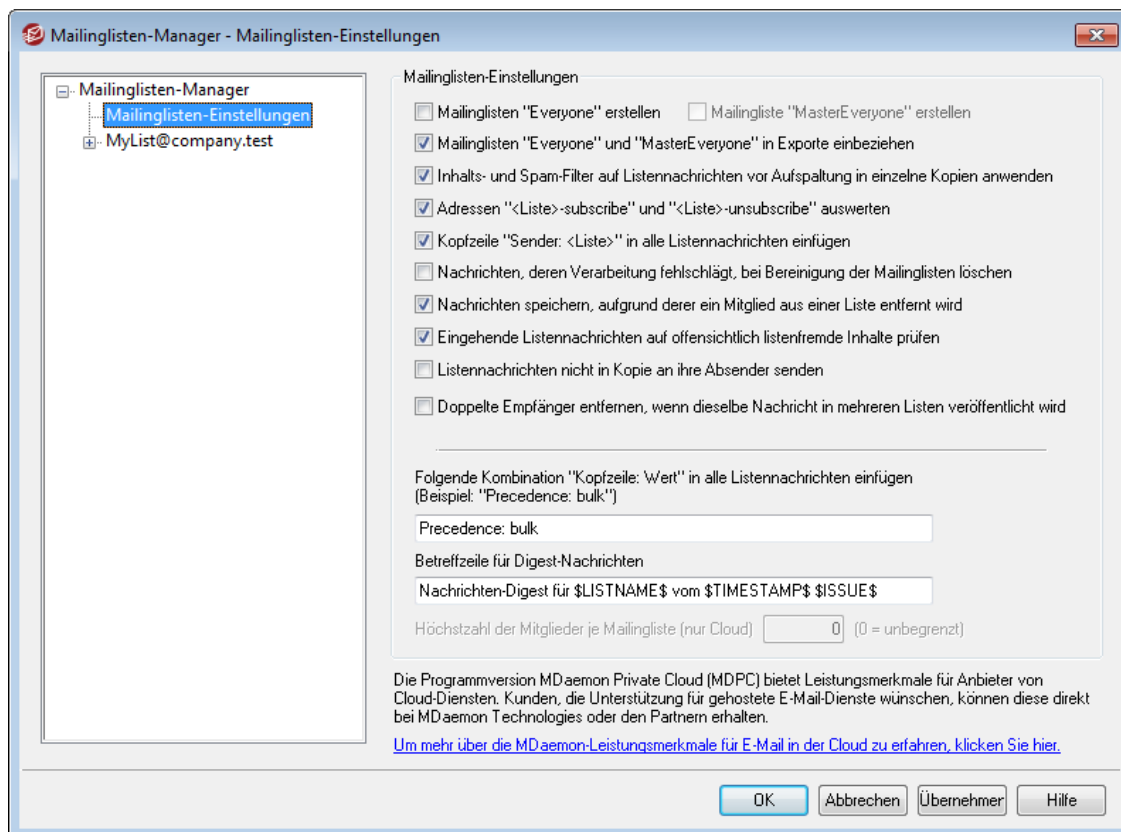 Mailinglisten-Manager - Mailinglisten-Einstellungen
Mailinglisten-Manager
Mailinglisten-Einstellungen
MyList@company.test
Mailinglisten-Einstellungen
Mailinglisten "Everyone" erstellen
Mailingliste "MasterEveryone" erstellen
Mailinglisten "Everyone" und "MasterEveryone" in Exporte einbeziehen
Inhalts- und Spam-Filter auf Listennachrichten vor Aufspaltung in einzelne Kopien anwenden
Adressen "<Liste>-subscribe" und "<Liste>-unsubscribe" auswerten
Kopfzeile "Sender: <Liste>" in alle Listennachrichten einfügen
Nachrichten, deren Verarbeitung fehlschlägt, bei Bereinigung der Mailinglisten löschen
Nachrichten speichern, aufgrund derer ein Mitglied aus einer Liste entfernt wird
Eingehende Listennachrichten auf offensichtlich listenfremde Inhalte prüfen
Listennachrichten nicht in Kopie an ihre Absender senden
Doppelte Empfänger entfernen, wenn dieselbe Nachricht in mehreren Listen veröffentlicht wird
Folgende Kombination "Kopfzeile: Wert" in alle Listennachrichten einfügen
(Beispiel: "Precedence: bulk")
Precedence: bulk
Betreffzeile für Digest-Nachrichten
Nachrichten-Digest für $LISTNAME$ vom $TIMESTAMP$ $ISSUE$
Höchstzahl der Mitglieder je Mailingliste (nur Cloud) 0 (0 = unbegrenzt)
Die Programmversion MDaemon Private Cloud (MDPC) bietet Leistungsmerkmale für Anbieter von
Cloud-Diensten. Kunden, die Unterstützung für gehostete E-Mail-Dienste wünschen, können diese direkt
bei MDaemon Technologies oder den Partnern erhalten.
Um mehr über die MDaemon-Leistungsmerkmale für E-Mail in der Cloud zu erfahren, klicken Sie hier.
OK
Abbrechen
Übernehmer
Hilfe